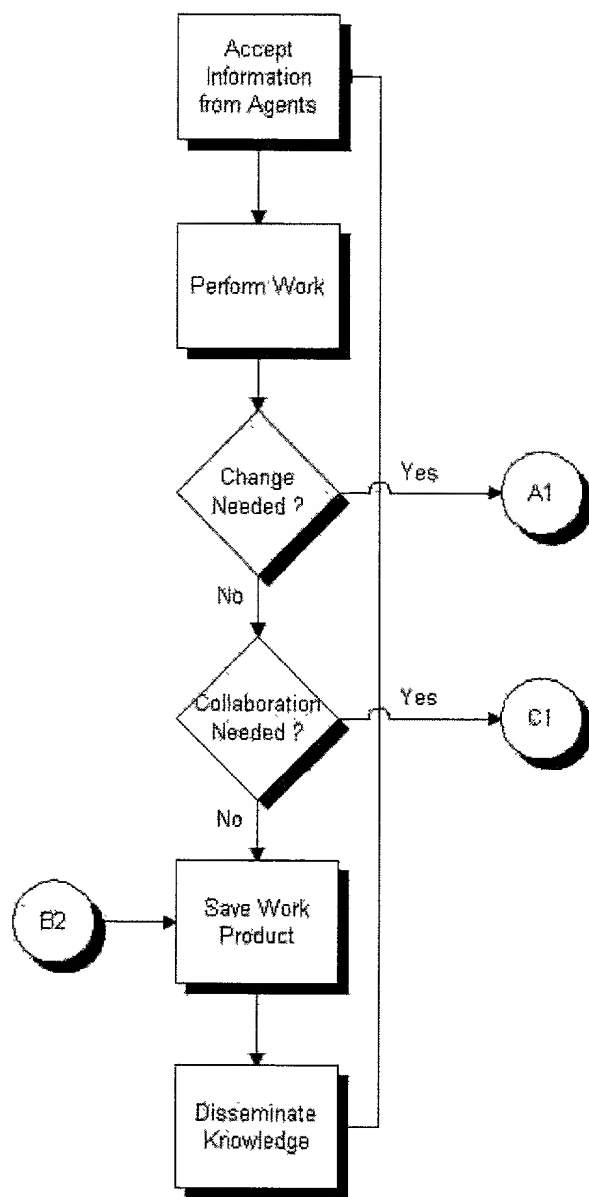 Accept
Information
from Agents
Perform Work
Change
Needed ?
Yes
A1
No
Collaboration
Needed ?
Yes
C1
No
B2
Save Work
Product
Disseminate
Knowledge